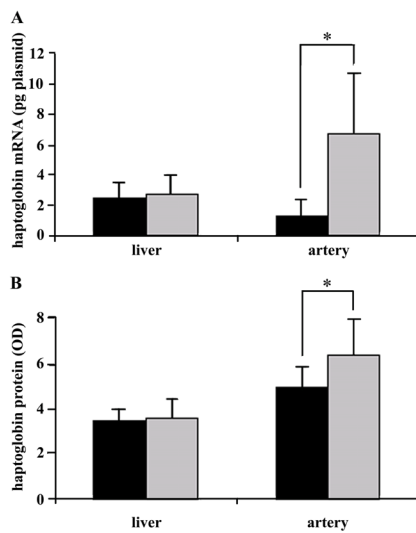 A
haptoglobin mRNA (pg plasmid)
12
10
8
6
4
2
0
*
liver
artery
B
haptoglobin protein (OD)
8
6
4
2
0
*
liver
artery